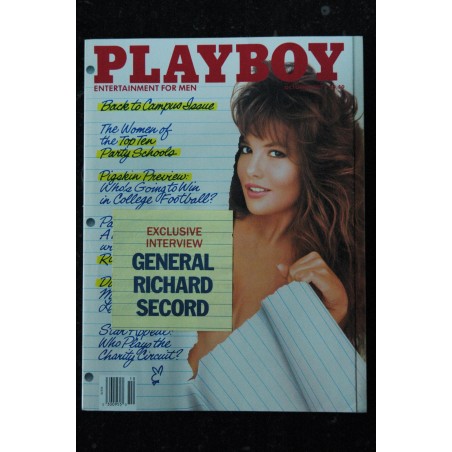 PLAYBOY
ENTERTAINMENT FOR MEN
Back to Campus Issue
The Women of
the Top Ten
Party Schools
Pigskin Preview:
Who's Going to Win
in College Football?
EXCLUSIVE
INTERVIEW
GENERAL
RICHARD
SECORD
Who Plays the
Charity Circuit?